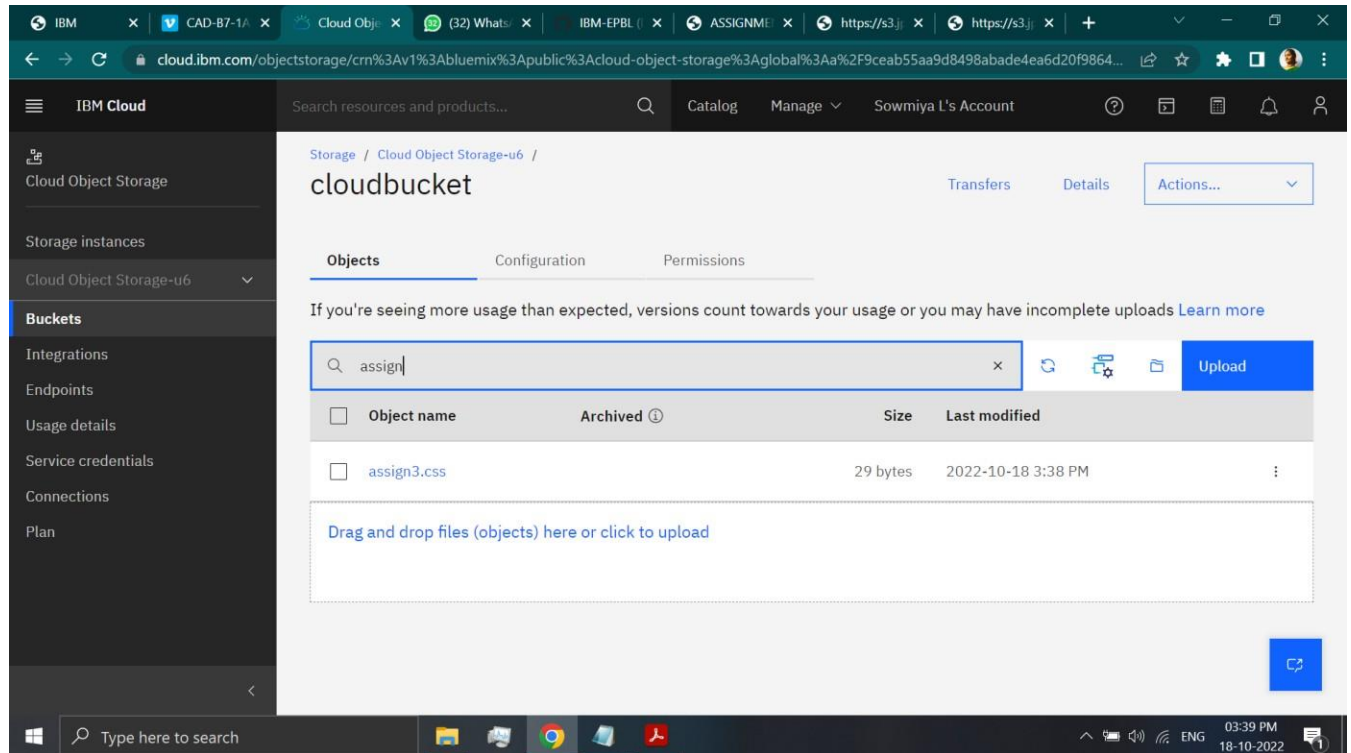 IBM
CAD-B7-1A
Cloud Obje
(32) Whats
IBM-EPBL (
ASSIGNME
https://s3.j
https://s3.j
cloud.ibm.com/objectstorage/crn%3Av1%3Abluemix%3Apublic%3Acloud-object-storage%3Aglobal%3Aa%2F9ceab55aa9d8498abade4ea6d20f9864...
IBM Cloud
Search resources and products...
Catalog
Manage
Sowmiya L's Account
Cloud Object Storage
Storage instances
Cloud Object Storage-u6
Buckets
Integrations
Endpoints
Usage details
Service credentials
Connections
Plan
Storage / Cloud Object Storage-u6 /
cloudbucket
Transfers
Details
Actions...
Objects
Configuration
Permissions
If you're seeing more usage than expected, versions count towards your usage or you may have incomplete uploads Learn more
assign
Upload
Object name
Archived
Size
Last modified
assign3.css
29 bytes
2022-10-18 3:38 PM
Drag and drop files (objects) here or click to upload
Type here to search
ENG
03:39 PM
18-10-2022
1